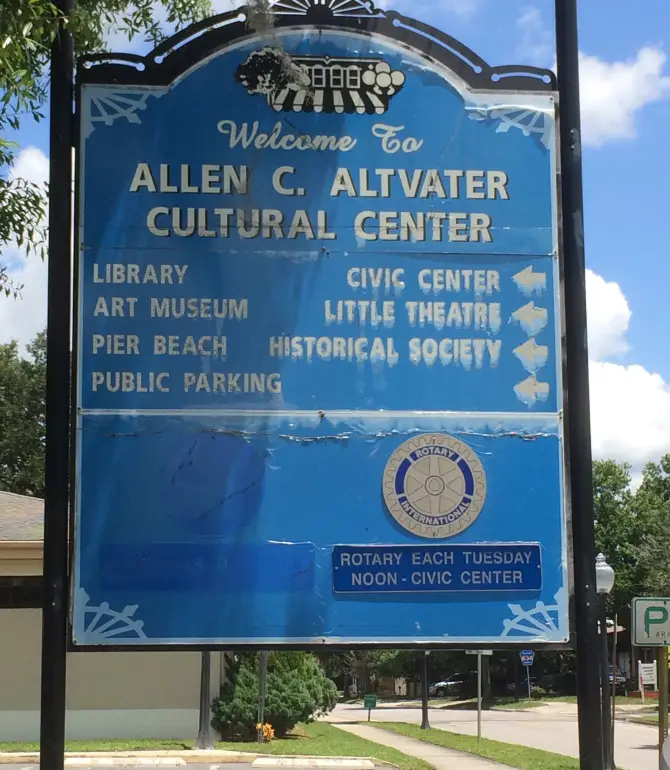 Welcome To
ALLEN C. ALTVATER
CULTURAL CENTER
LIBRARY
CIVIC CENTER
ART MUSEUM
LITTLE THEATRE
PIER BEACH
HISTORICAL SOCIETY
PUBLIC PARKING
ROTARY
INTERNATIONAL
ROTARY EACH TUESDAY
NOON - CIVIC CENTER
634
P